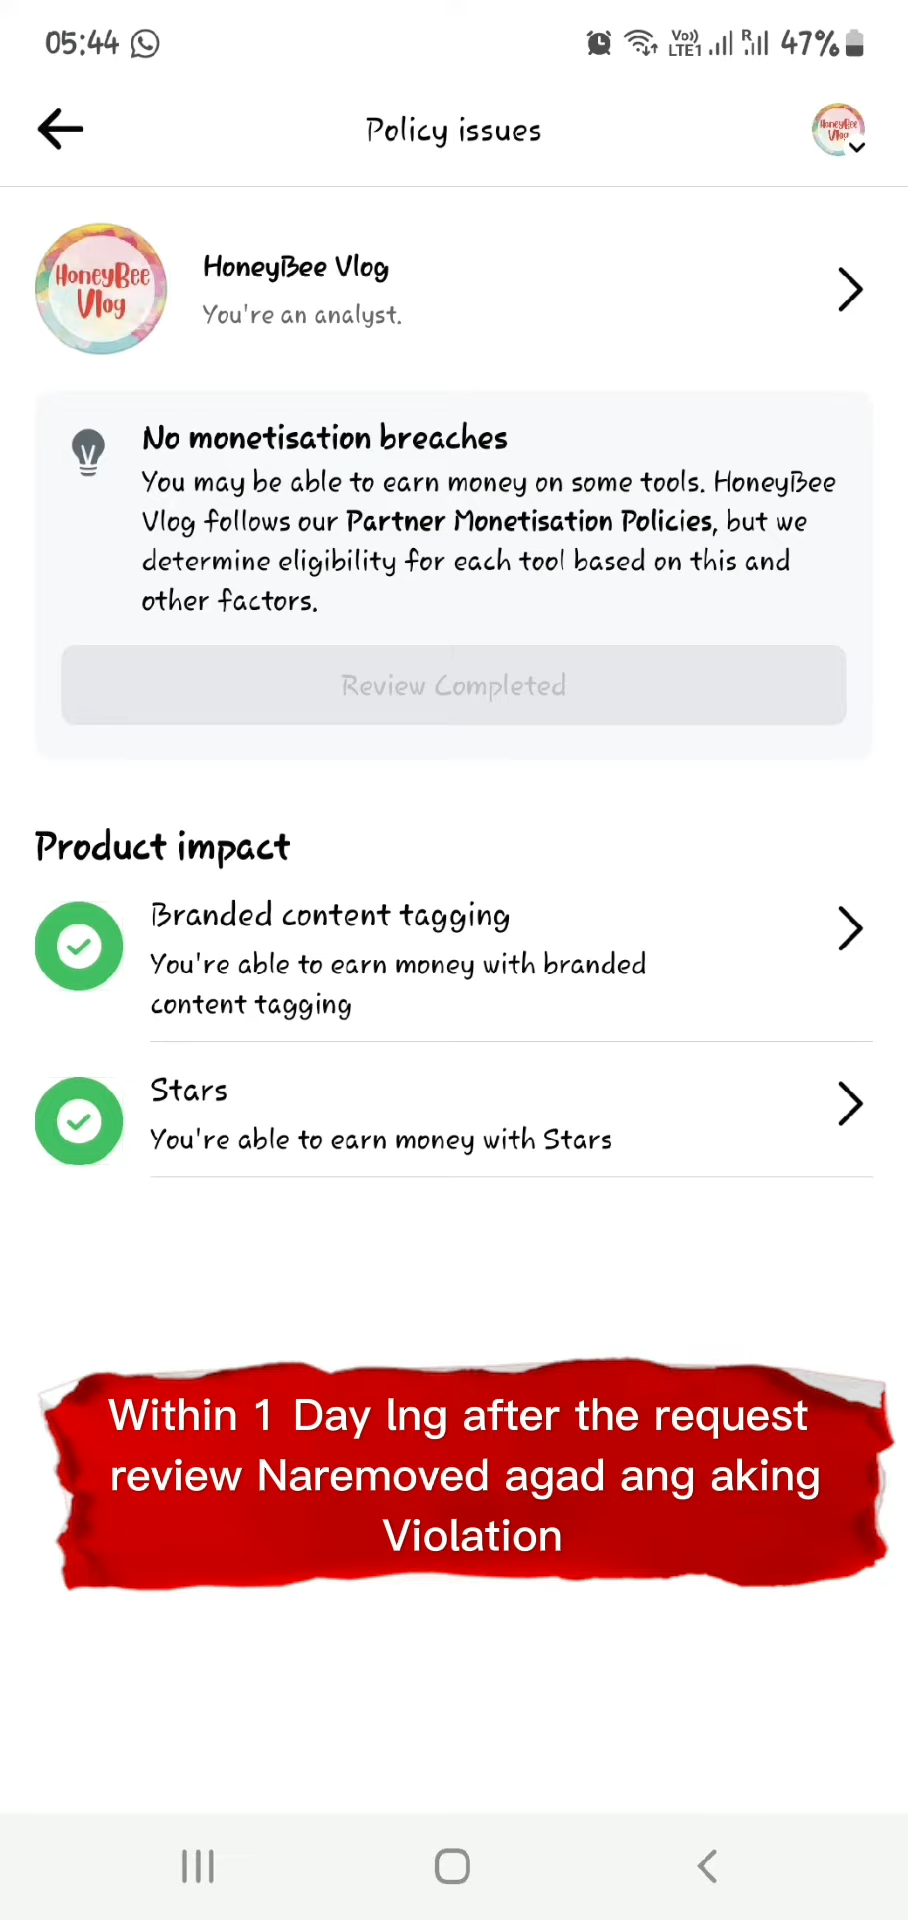 05:44
Vo))
LTE1
R
47%
Policy issues
HoneyBee
Vlog
HoneyBee
Vlog
HoneyBee Vlog
You're an analyst.
No monetisation breaches
You may be able to earn money on some tools. HoneyBee
Vlog follows our Partner Monetisation Policies, but we
determine eligibility for each tool based on this and
other factors.
Review Completed
Product impact
Branded content tagging
You're able to earn money with branded
content tagging
Stars
You're able to earn money with Stars
Within 1 Day lng after the request
review Naremoved agad ang aking
Violation